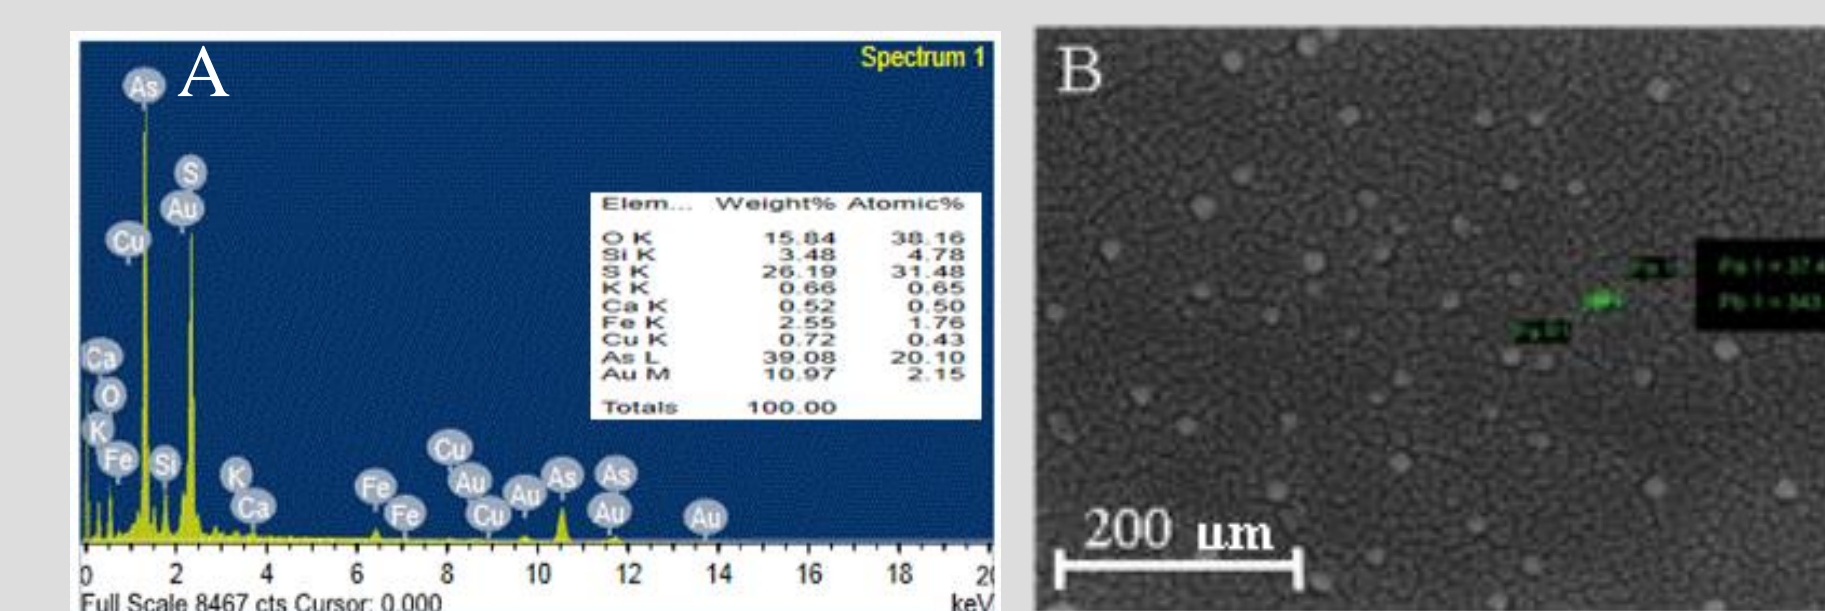 A
Spectrum 1
As
S
Au
Cu
Elem... Weight% Atomic%
O K 15.84 38.16
Si K 3.48 4.78
S K 26.19 31.48
K K 0.66 0.65
Ca K 0.52 0.50
Fe K 2.55 1.76
Cu K 0.72 0.43
As L 39.08 20.10
Au M 10.97 2.15
Totals 100.00
Ca
O
K
Fe
Si
K
Ca
Fe
Fe
Cu
Au
Cu
Au
As
As
Au
Au
0 2 4 6 8 10 12 14 16 18 20
Full Scale 8467 cts Cursor: 0.000
keV
B
200 μm